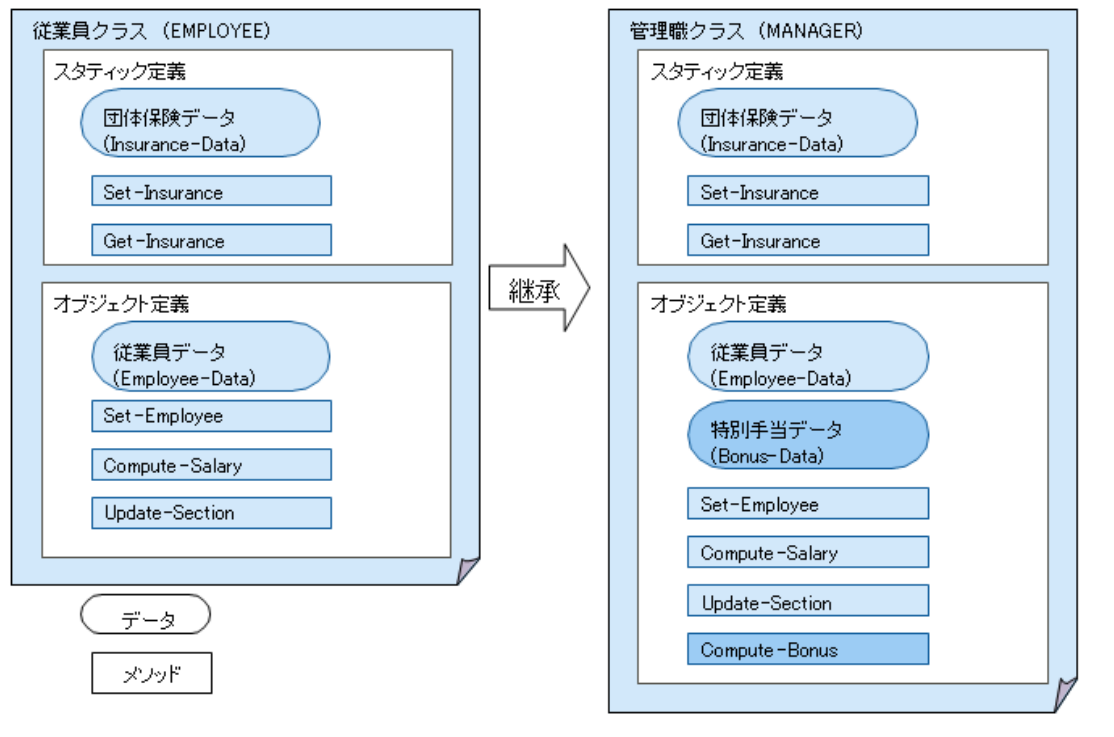 従業員クラス （EMPLOYEE）
スタティック定義
団体保険データ
(Insurance-Data)
Set-Insurance
Get-Insurance
オブジェクト定義
従業員データ
(Employee-Data)
Set-Employee
Compute-Salary
Update-Section
データ
メソッド
継承
管理職クラス （MANAGER）
スタティック定義
団体保険データ
(Insurance-Data)
Set-Insurance
Get-Insurance
オブジェクト定義
従業員データ
(Employee-Data)
特別手当データ
(Bonus-Data)
Set-Employee
Compute-Salary
Update-Section
Compute-Bonus